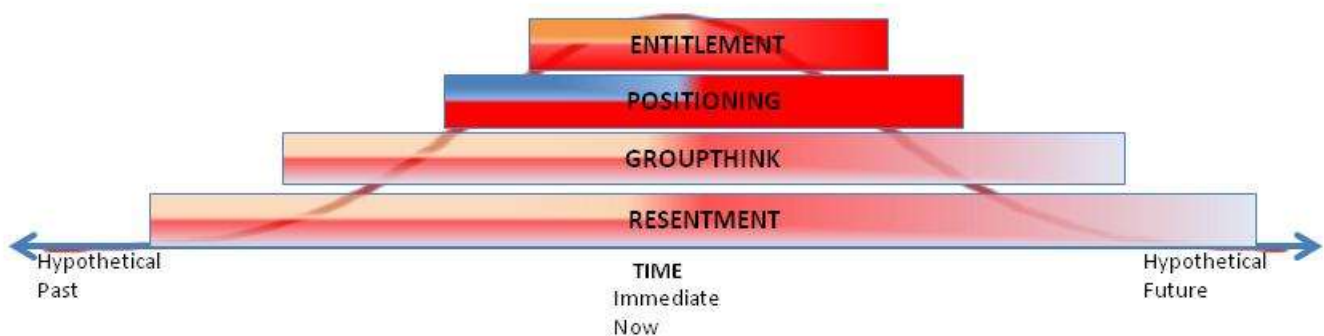 ENTITLEMENT
POSITIONING
GROUPTHINK
RESENTMENT
Hypothetical
Past
TIME
Immediate
Now
Hypothetical
Future